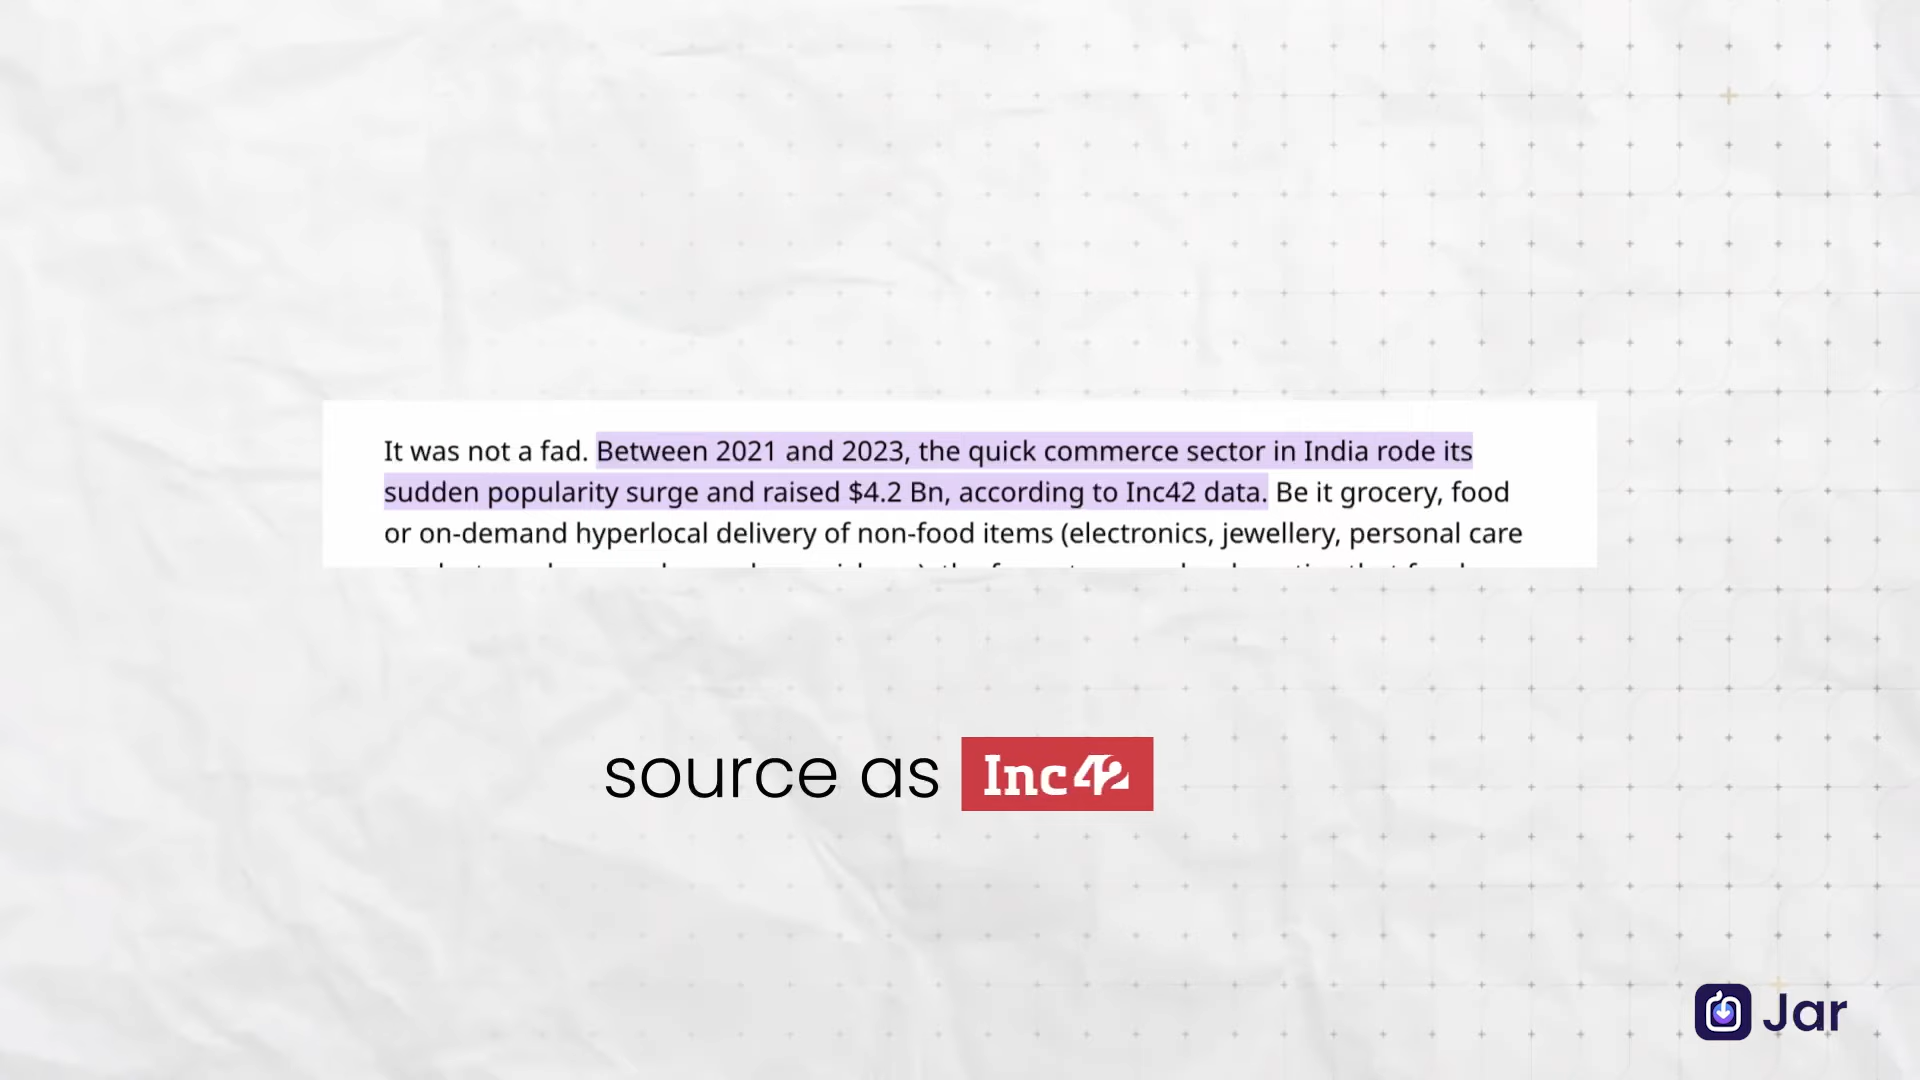 It was not a fad. Between 2021 and 2023, the quick commerce sector in India rode its
sudden popularity surge and raised $4.2 Bn, according to Inc42 data. Be it grocery, food
or on-demand hyperlocal delivery of non-food items (electronics, jewellery, personal care
source as Inc42
Jar